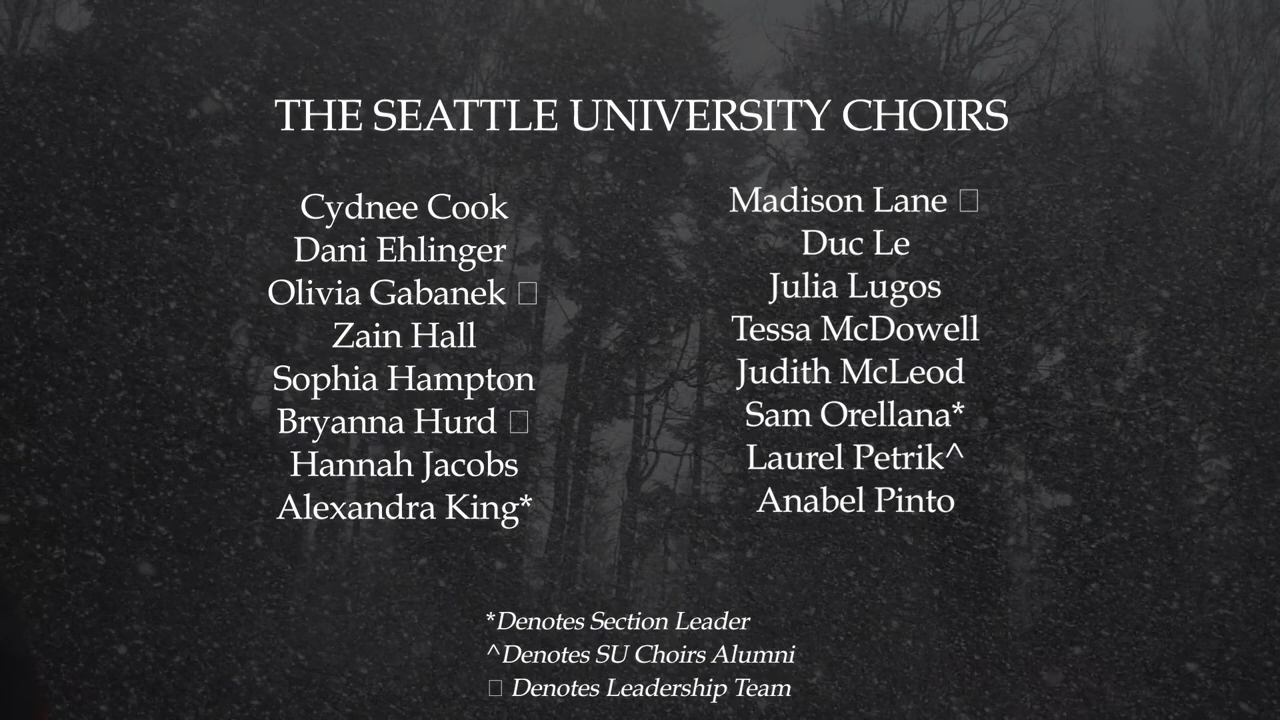 THE SEATTLE UNIVERSITY CHOIRS
Cydnee Cook
Dani Ehlinger
Olivia Gabanek □
Zain Hall
Sophia Hampton
Bryanna Hurd □
Hannah Jacobs
Alexandra King*
Madison Lane □
Duc Le
Julia Lugos
Tessa McDowell
Judith McLeod
Sam Orellana*
Laurel Petrik^
Anabel Pinto
*Denotes Section Leader
^Denotes SU Choirs Alumni
□ Denotes Leadership Team